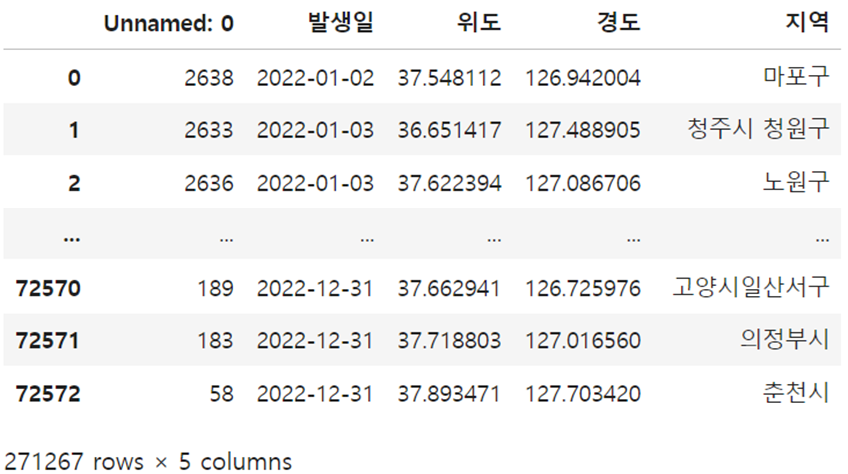 Unnamed: 0 발생일 위도 경도 지역
0 2638 2022-01-02 37.548112 126.942004 마포구
1 2633 2022-01-03 36.651417 127.488905 청주시 청원구
2 2636 2022-01-03 37.622394 127.086706 노원구
... ... ... ... ... ...
72570 189 2022-12-31 37.662941 126.725976 고양시일산서구
72571 183 2022-12-31 37.718803 127.016560 의정부시
72572 58 2022-12-31 37.893471 127.703420 춘천시
271267 rows × 5 columns